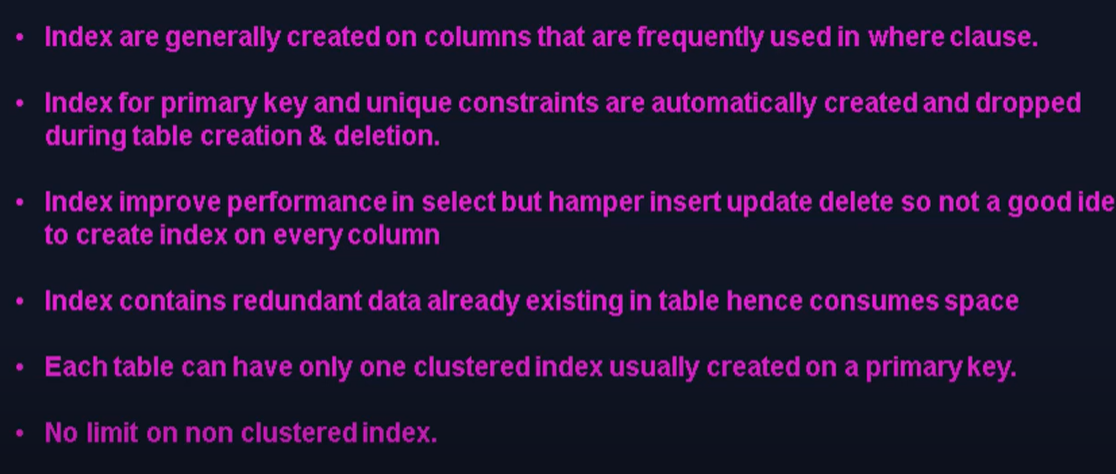 • Index are generally created on columns that are frequently used in where clause.
• Index for primary key and unique constraints are automatically created and dropped
during table creation & deletion.
• Index improve performance in select but hamper insert update delete so not a good ide
to create index on every column
• Index contains redundant data already existing in table hence consumes space
• Each table can have only one clustered index usually created on a primary key.
• No limit on non clustered index.